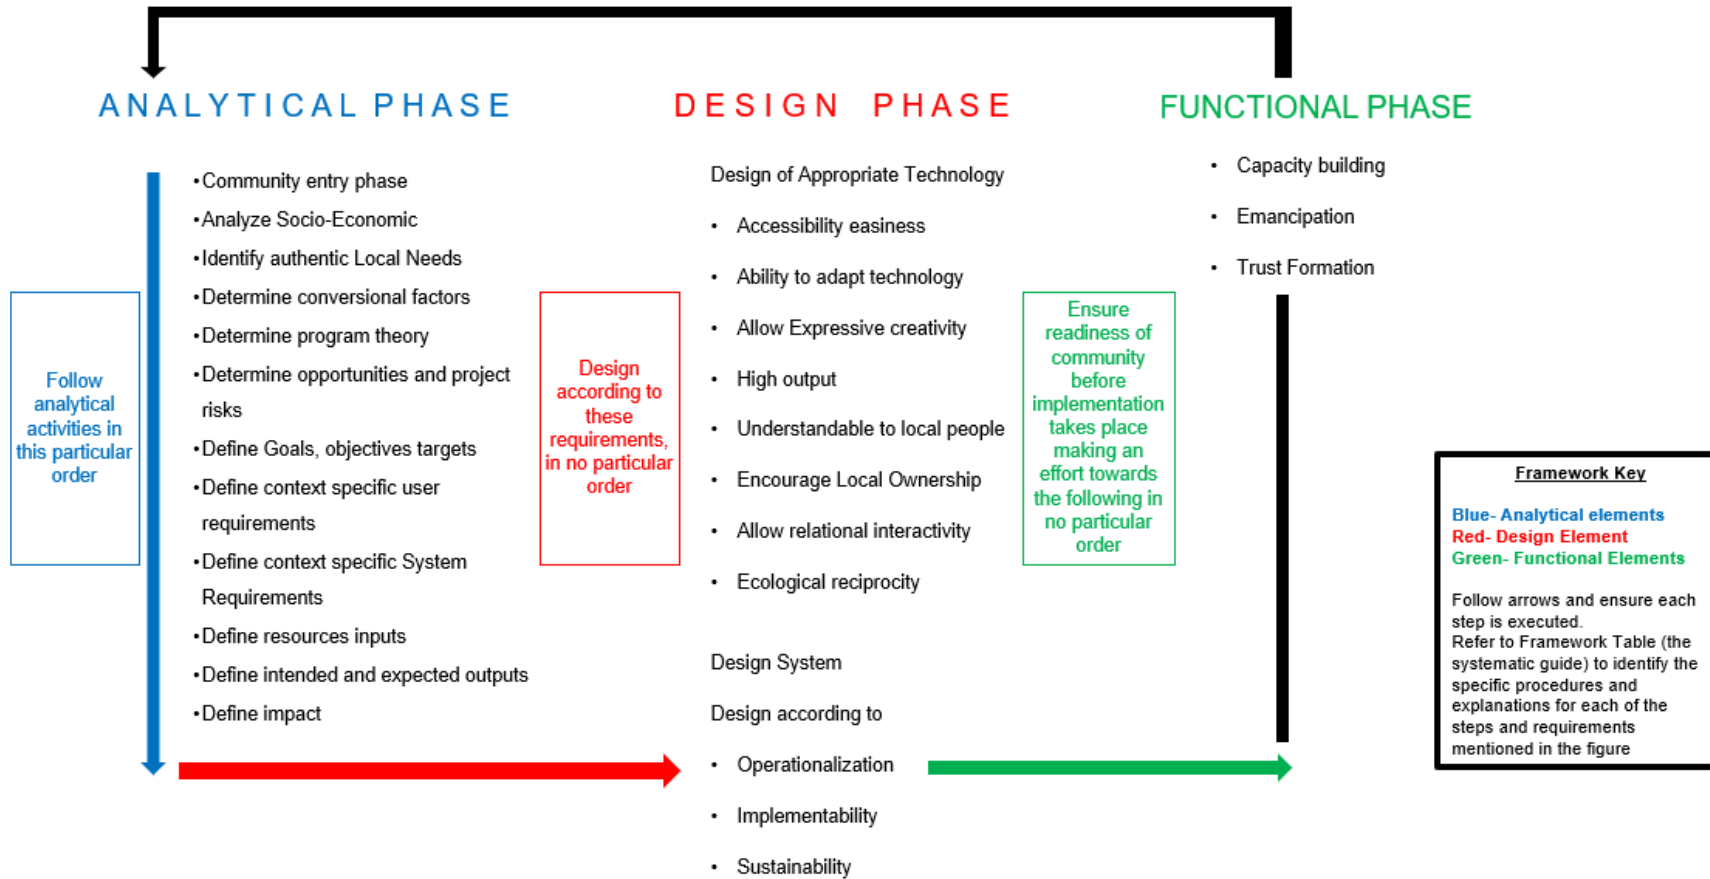 ANALYTICAL PHASE
•Community entry phase
•Analyze Socio-Economic
•Identify authentic Local Needs
•Determine conversional factors
•Determine program theory
•Determine opportunities and project
risks
•Define Goals, objectives targets
•Define context specific user
requirements
•Define context specific System
Requirements
•Define resources inputs
•Define intended and expected outputs
•Define impact
Follow
analytical
activities in
this particular
order
DESIGN PHASE
Design of Appropriate Technology
• Accessibility easiness
• Ability to adapt technology
• Allow Expressive creativity
• High output
• Understandable to local people
• Encourage Local Ownership
• Allow relational interactivity
• Ecological reciprocity
Design System
Design according to
• Operationalization
• Implementability
• Sustainability
Design
according to
these
requirements,
in no particular
order
FUNCTIONAL PHASE
• Capacity building
• Emancipation
• Trust Formation
Ensure
readiness of
community
before
implementation
takes place
making an
effort towards
the following in
no particular
order
Framework Key
Blue- Analytical elements
Red- Design Element
Green- Functional Elements
Follow arrows and ensure each
step is executed.
Refer to Framework Table (the
systematic guide) to identify the
specific procedures and
explanations for each of the
steps and requirements
mentioned in the figure